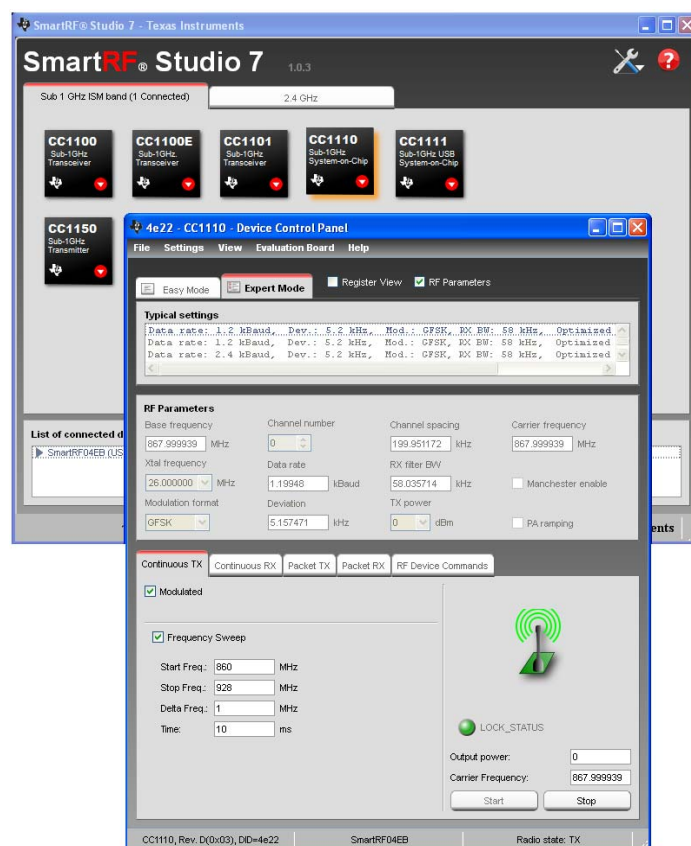 SmartRF® Studio 7 - Texas Instruments
SmartRF® Studio 7 1.0.3
Sub 1 GHz ISM band (1 Connected) 2.4 GHz
CC1100 CC1100E CC1101 CC1110 CC1111
Sub-1GHz Transceiver Sub-1GHz. Transceiver Sub-1GHz Transceiver Sub-1GHz System-on-Chip Sub-1GHz USB System-on-Chip
CC1150
Sub-1GHz
Transmitter
List of connected d
SmartRF04EB (US
ents
4e22 - CC1110 - Device Control Panel
File Settings View Evaluation Board Help
Easy Mode Expert Mode Register View RF Parameters
Typical settings
Data rate: 1.2 kBaud, Dev.: 5.2 kHz, Mod.: GFSK, RX BW: 58 kHz, Optimized
Data rate: 1.2 kBaud, Dev.: 5.2 kHz, Mod.: GFSK, RX BW: 58 kHz, Optimized
Data rate: 2.4 kBaud, Dev.: 5.2 kHz, Mod.: GFSK, RX BW: 58 kHz, Optimized
RF Parameters
Base frequency Channel number Channel spacing Carrier frequency
867.999939 MHz 0 199.951172 kHz 867.999939 MHz
Xtal frequency Data rate RX filter BW
26.000000 MHz 1.19948 kBaud 58.035714 kHz Manchester enable
Modulation format Deviation TX power
GFSK 5.157471 kHz 0 dBm PA ramping
Continuous TX Continuous RX Packet TX Packet RX RF Device Commands
Modulated
Frequency Sweep
Start Freq.: 860 MHz
Stop Freq.: 928 MHz
Delta Freq.: 1 MHz
Time: 10 ms
LOCK_STATUS
Output power: 0
Carrier Frequency: 867.999939
Start Stop
CC1110, Rev. D(0x03), DID=4e22 SmartRF04EB Radio state: TX